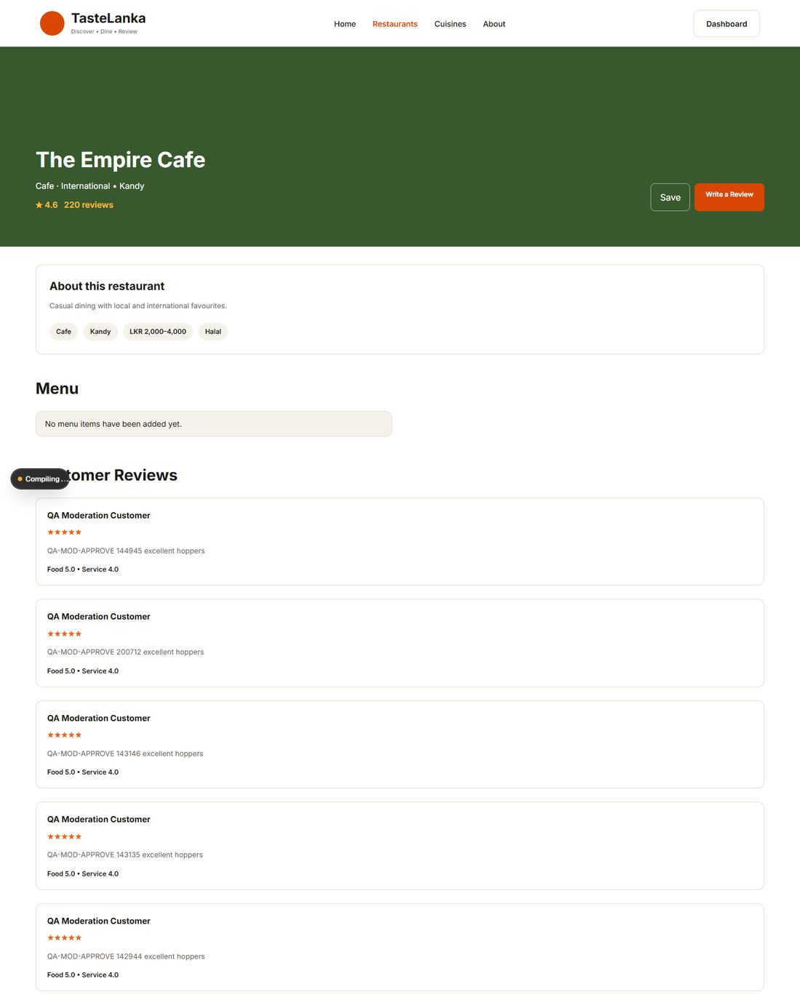 TasteLanka
Discover • Dine • Review
Home
Restaurants
Cuisines
About
Dashboard
The Empire Cafe
Cafe · International • Kandy
★ 4.6 220 reviews
Save
Write a Review
About this restaurant
Casual dining with local and international favourites.
Cafe
Kandy
LKR 2,000–4,000
Halal
Menu
No menu items have been added yet.
tomer Reviews
Compiling ...
QA Moderation Customer
★★★★★
QA-MOD-APPROVE 144945 excellent hoppers
Food 5.0 • Service 4.0
QA Moderation Customer
★★★★★
QA-MOD-APPROVE 200712 excellent hoppers
Food 5.0 • Service 4.0
QA Moderation Customer
★★★★★
QA-MOD-APPROVE 143146 excellent hoppers
Food 5.0 • Service 4.0
QA Moderation Customer
★★★★★
QA-MOD-APPROVE 143135 excellent hoppers
Food 5.0 • Service 4.0
QA Moderation Customer
★★★★★
QA-MOD-APPROVE 142944 excellent hoppers
Food 5.0 • Service 4.0